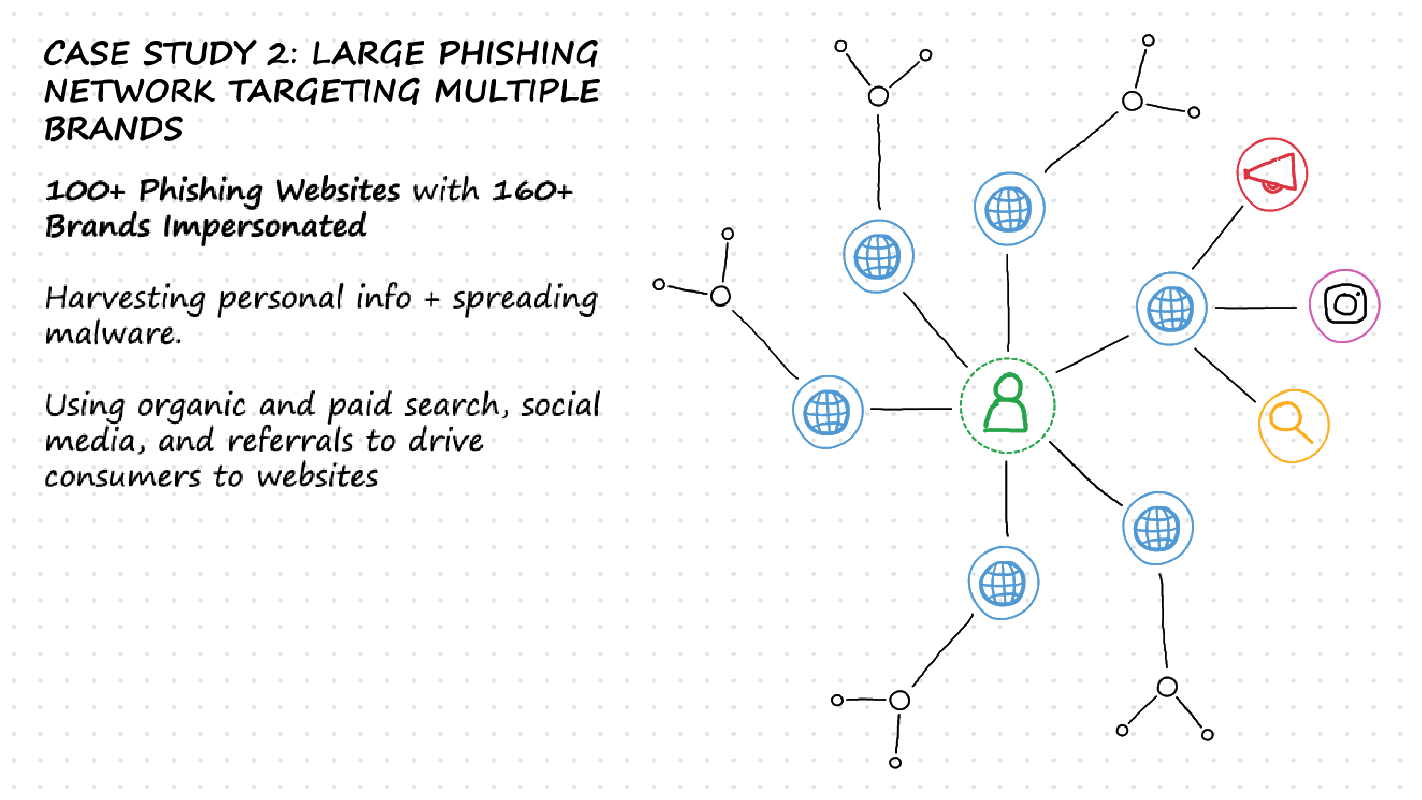 CASE STUDY 2: LARGE PHISHING
NETWORK TARGETING MULTIPLE
BRANDS
100+ Phishing Websites with 160+
Brands Impersonated
Harvesting personal info + spreading
malware.
Using organic and paid search, social
media, and referrals to drive
consumers to websites